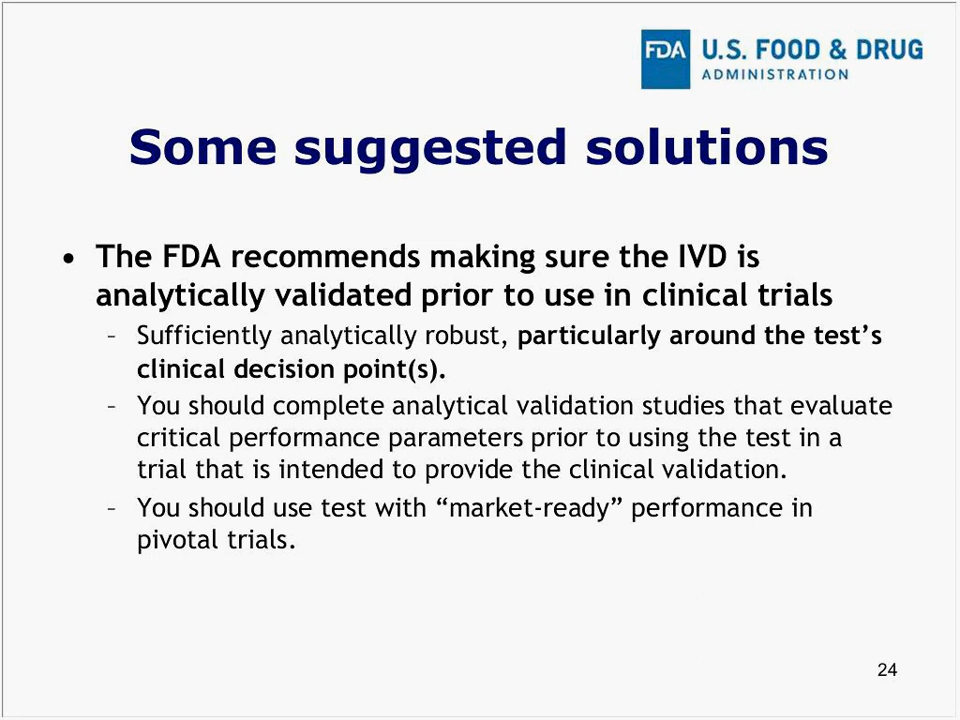 FDA U.S. FOOD & DRUG
ADMINISTRATION
Some suggested solutions
• The FDA recommends making sure the IVD is
analytically validated prior to use in clinical trials
– Sufficiently analytically robust, particularly around the test’s
clinical decision point(s).
– You should complete analytical validation studies that evaluate
critical performance parameters prior to using the test in a
trial that is intended to provide the clinical validation.
– You should use test with “market-ready” performance in
pivotal trials.
24